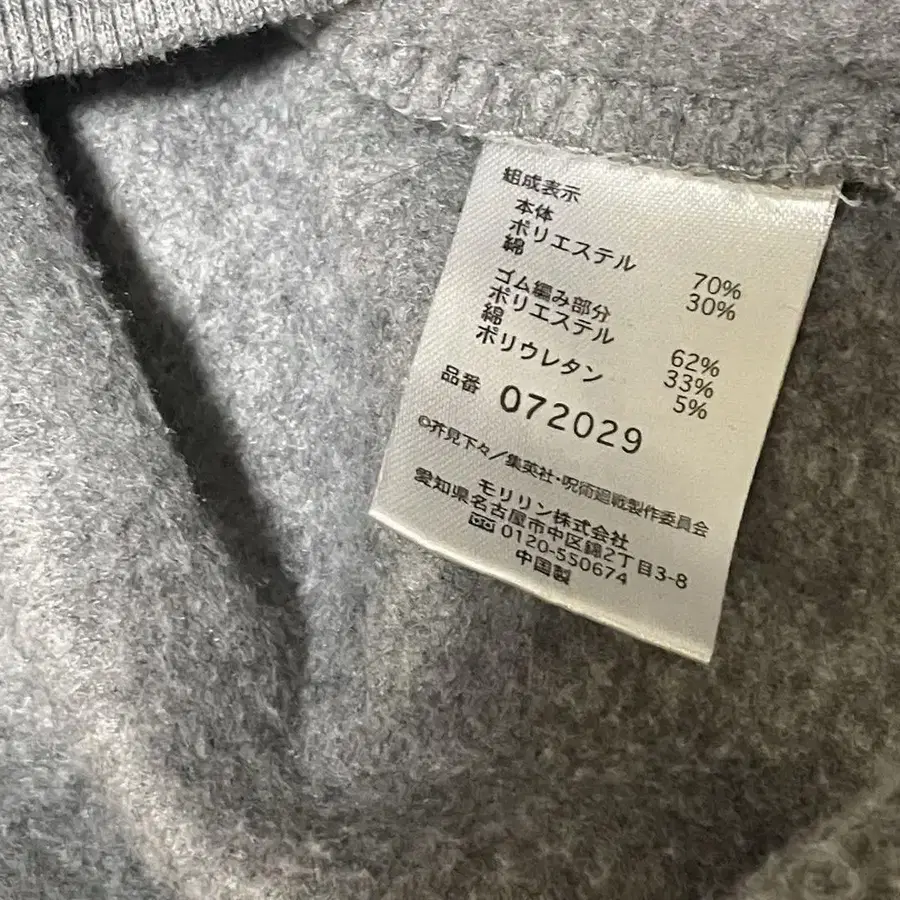 組成表示
本体
ポリエステル 70%
綿 30%
ゴム編み部分
ポリエステル 62%
綿 33%
ポリウレタン 5%
品番 072029
©芥見下々/集英社・呪術廻戦製作委員会
モリリン株式会社
愛知県名古屋市中区錦2丁目3-8
0120-550674
中国製